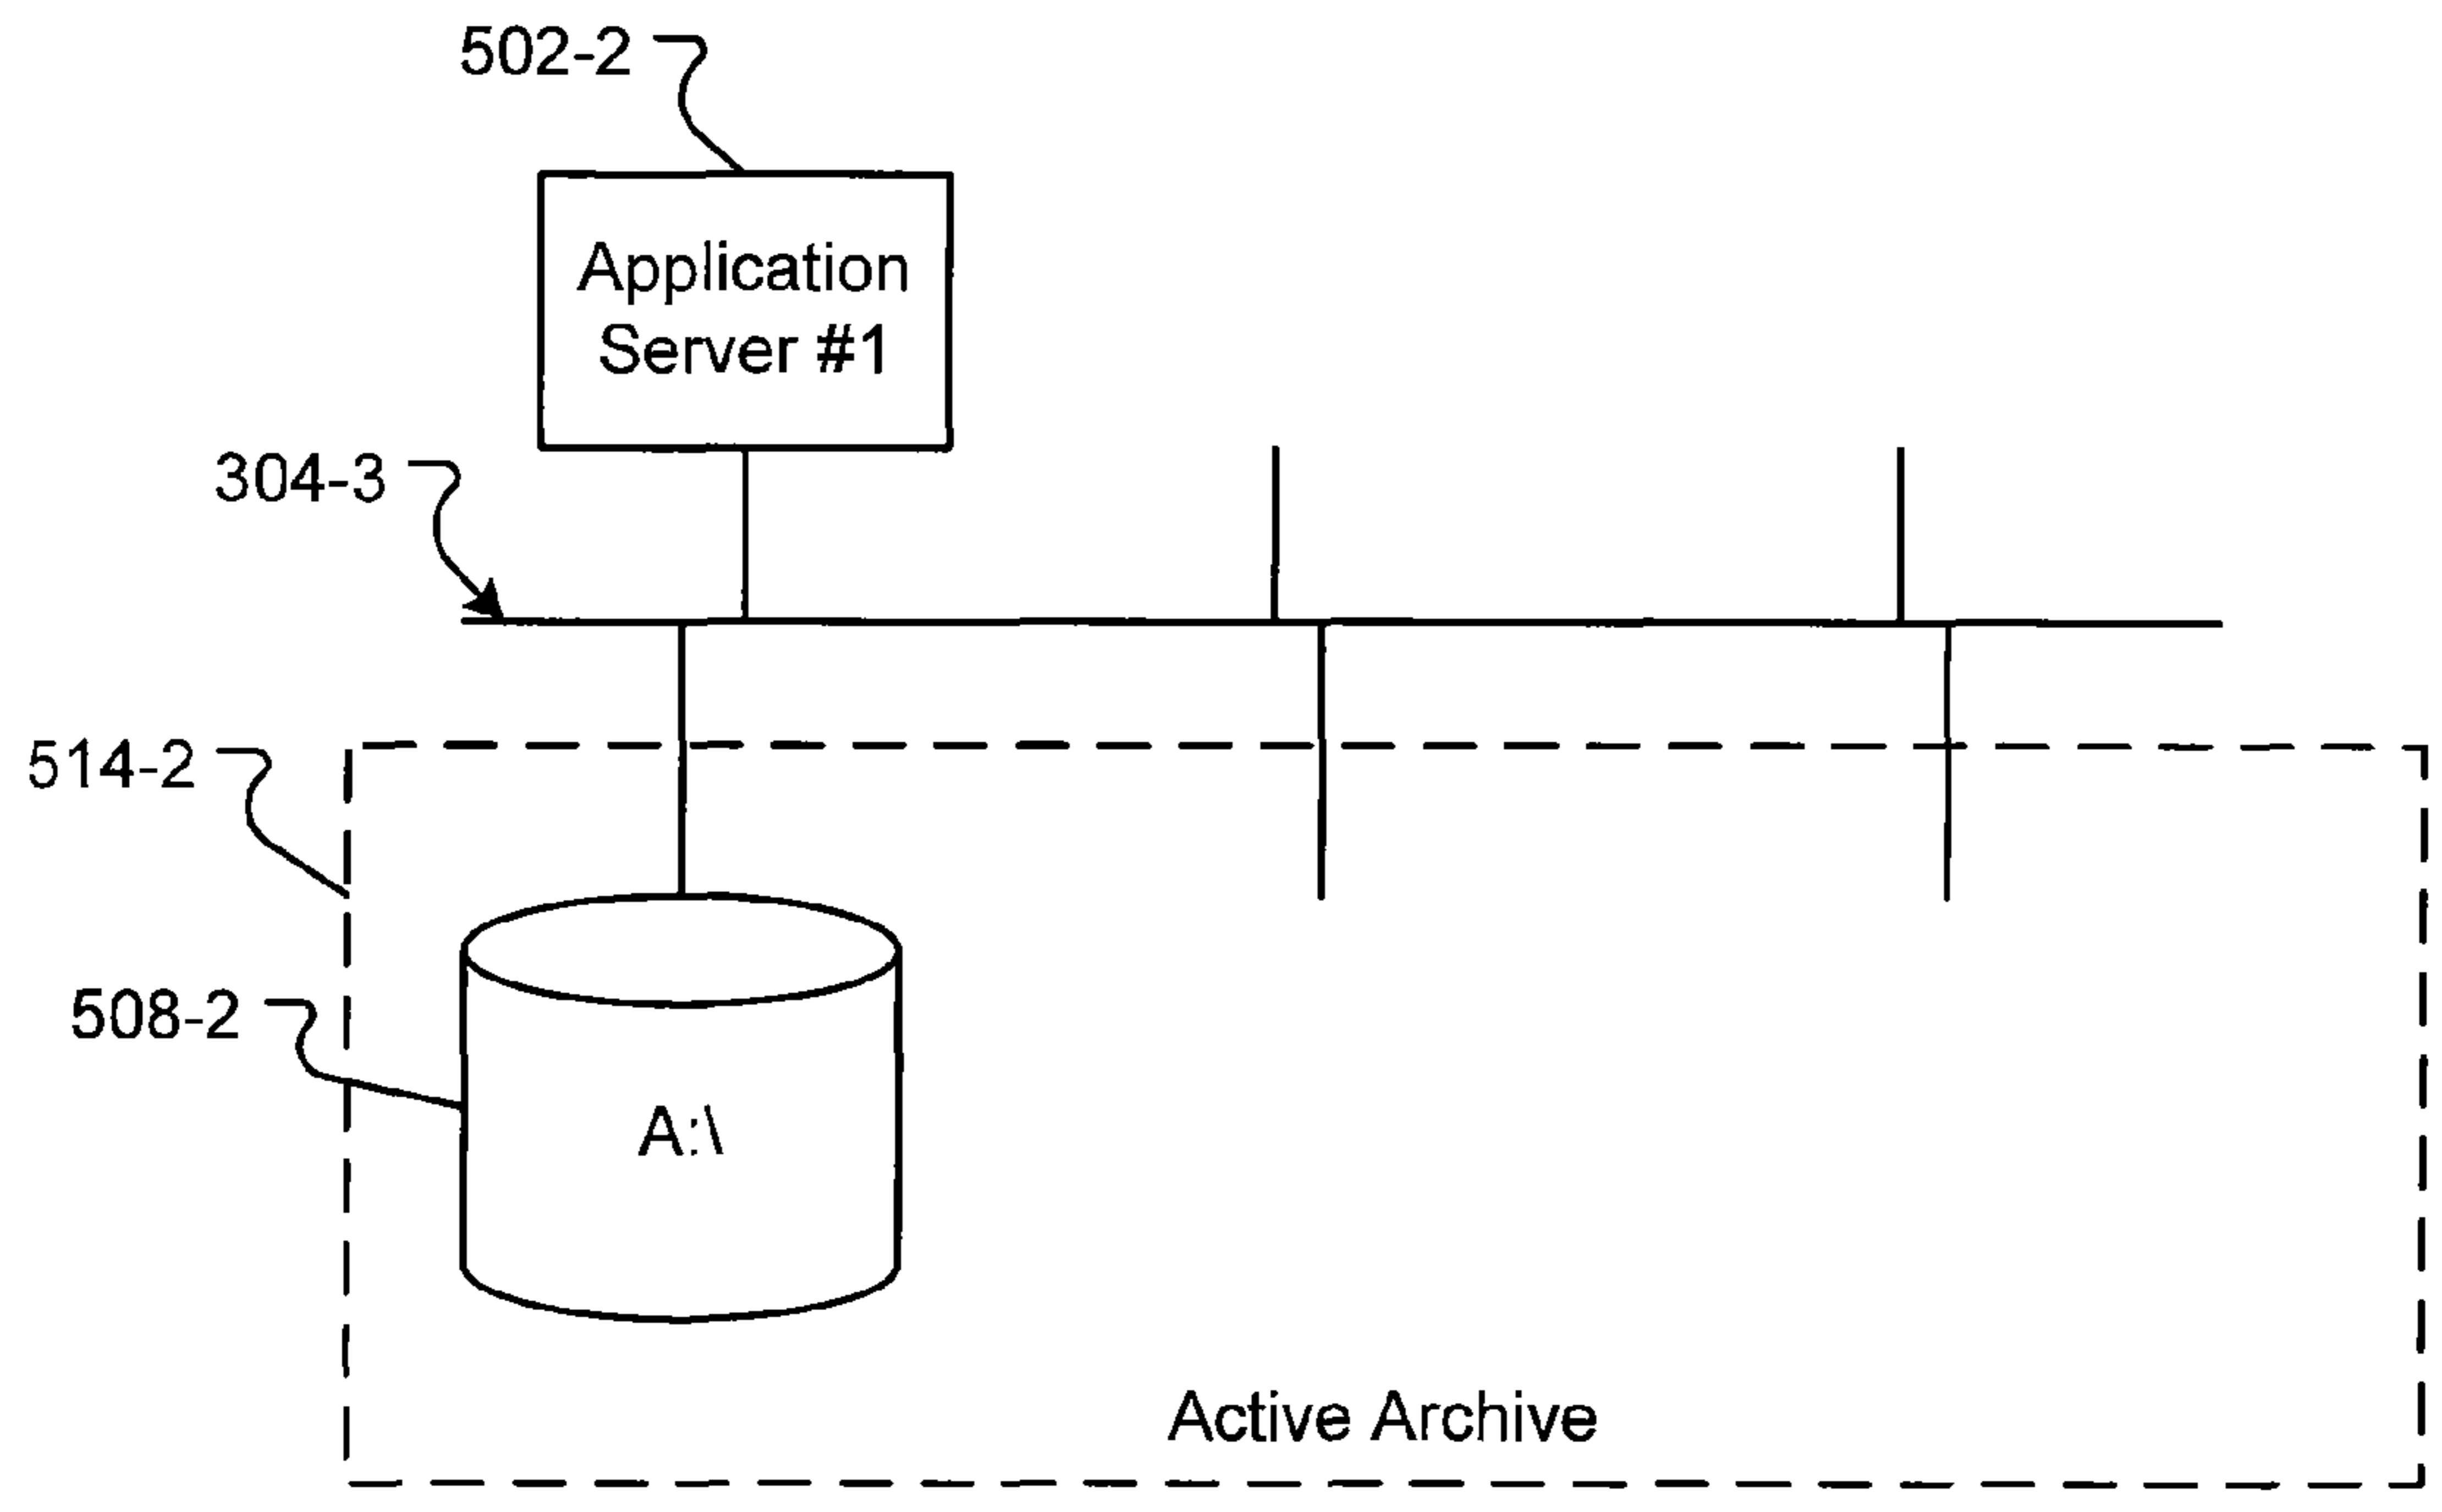 502-2
Application
Server #1
304-3
514-2
508-2
A:\
Active Archive